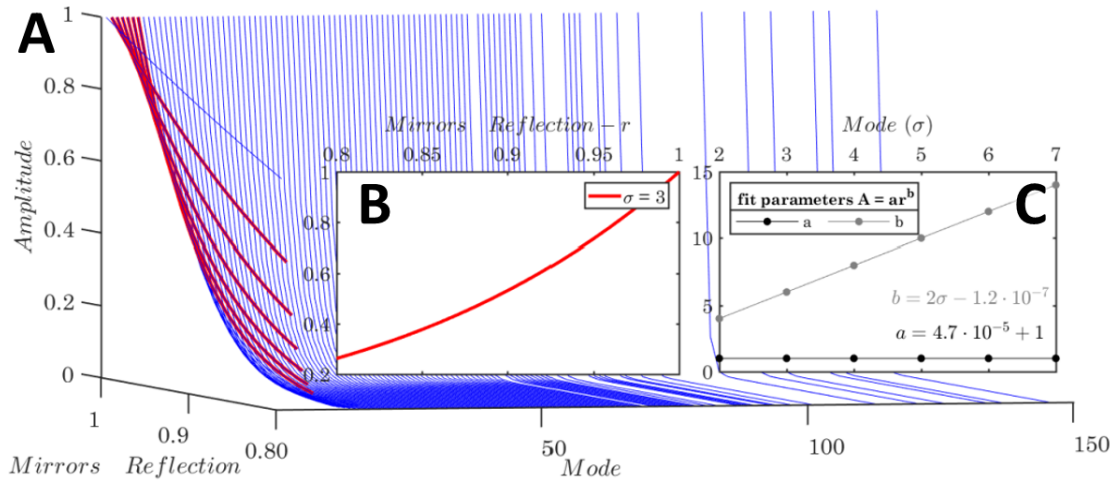 A
1
0.8
0.6
0.4
0.2
0
Amplitude
1
0.9
0.80
Mirrors Reflection
50
100
150
Mode
Mirrors Reflection − r
0.8 0.85 0.9 0.95 1
B
σ = 3
1
0.8
0.6
0.4
0.2
Mode (σ)
2 3 4 5 6 7
15
10
5
0
fit parameters A = ar^b
a b
C
b = 2σ − 1.2 · 10^−7
a = 4.7 · 10^−5 + 1